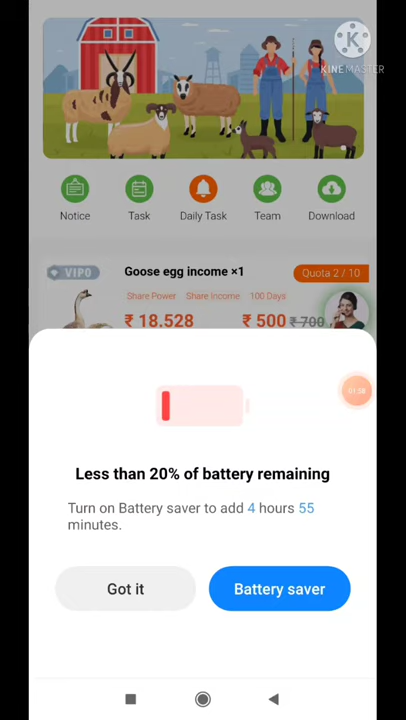 KINEMASTER
Notice
Task
Daily Task
Team
Download
VIP0
Goose egg income ×1
Quota 2 / 10
Share Power
Share Income
100 Days
₹ 18.528
₹ 500 ₹ 700
01:58
Less than 20% of battery remaining
Turn on Battery saver to add 4 hours 55
minutes.
Got it
Battery saver